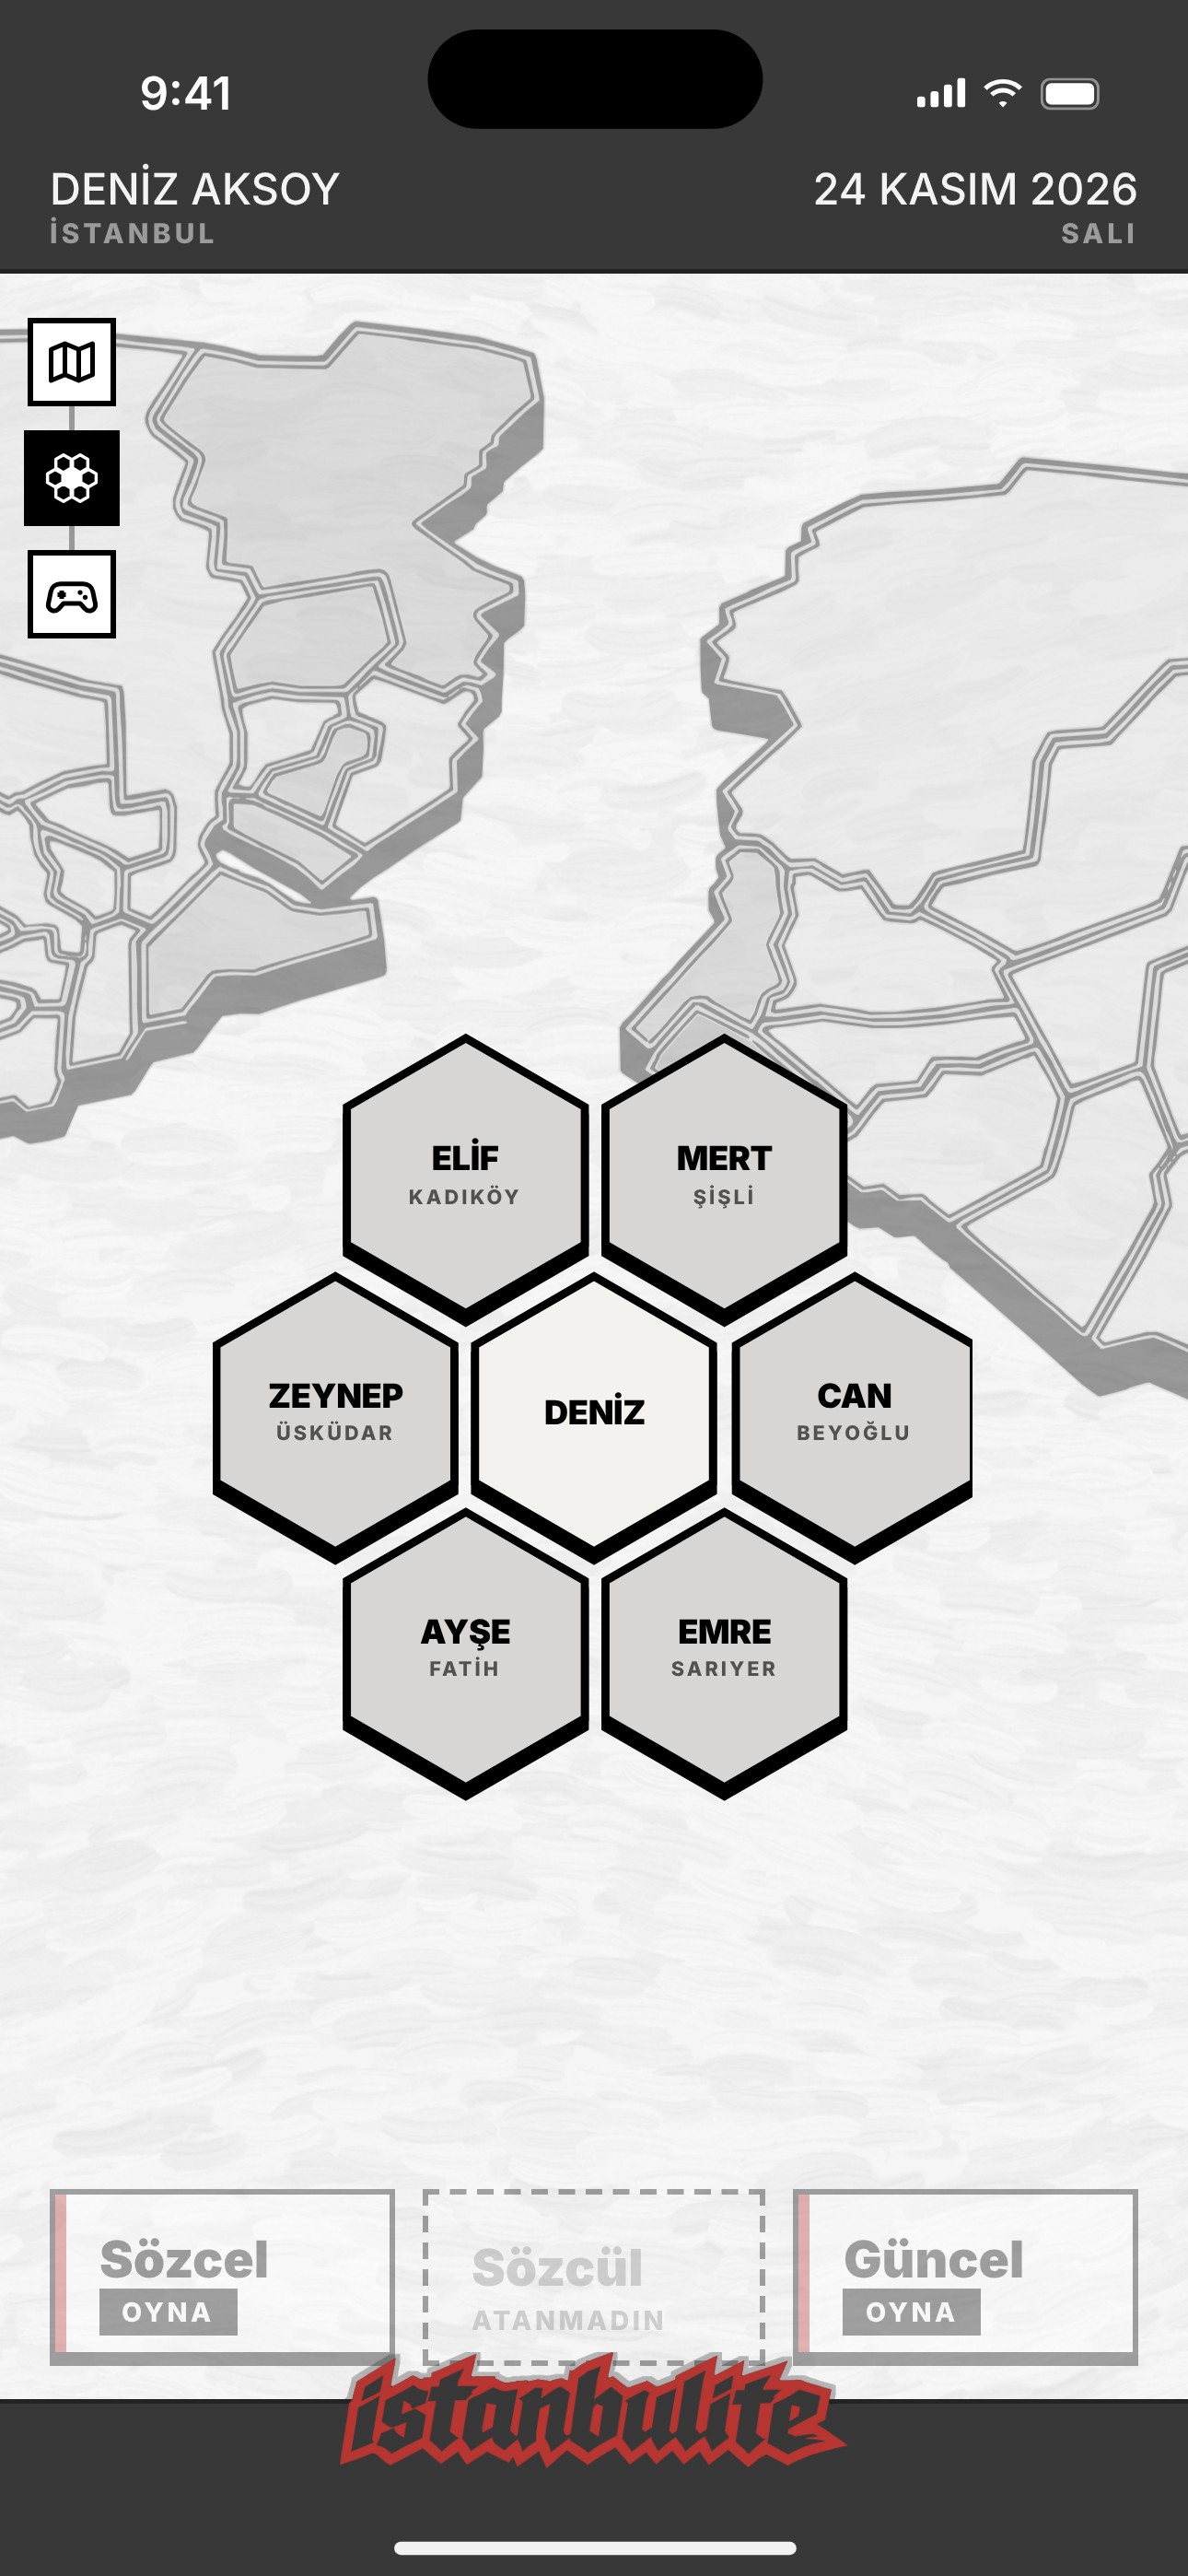 9:41
DENİZ AKSOY
İSTANBUL
24 KASIM 2026
SALI
ELİF
KADIKÖY
MERT
ŞİŞLİ
ZEYNEP
ÜSKÜDAR
DENİZ
CAN
BEYOĞLU
AYŞE
FATİH
EMRE
SARIYER
Sözcel
OYNA
Sözcül
ATANMADIN
Güncel
OYNA
istanbulite